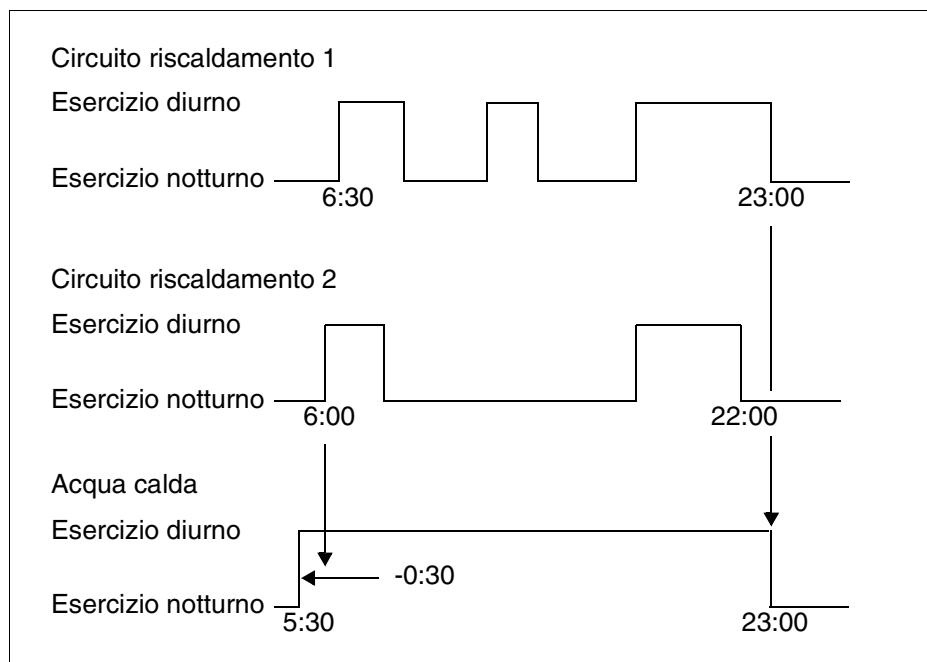 Circuito riscaldamento 1
Esercizio diurno
Esercizio notturno
6:30
23:00
Circuito riscaldamento 2
Esercizio diurno
Esercizio notturno
6:00
22:00
Acqua calda
Esercizio diurno
-0:30
Esercizio notturno
5:30
23:00